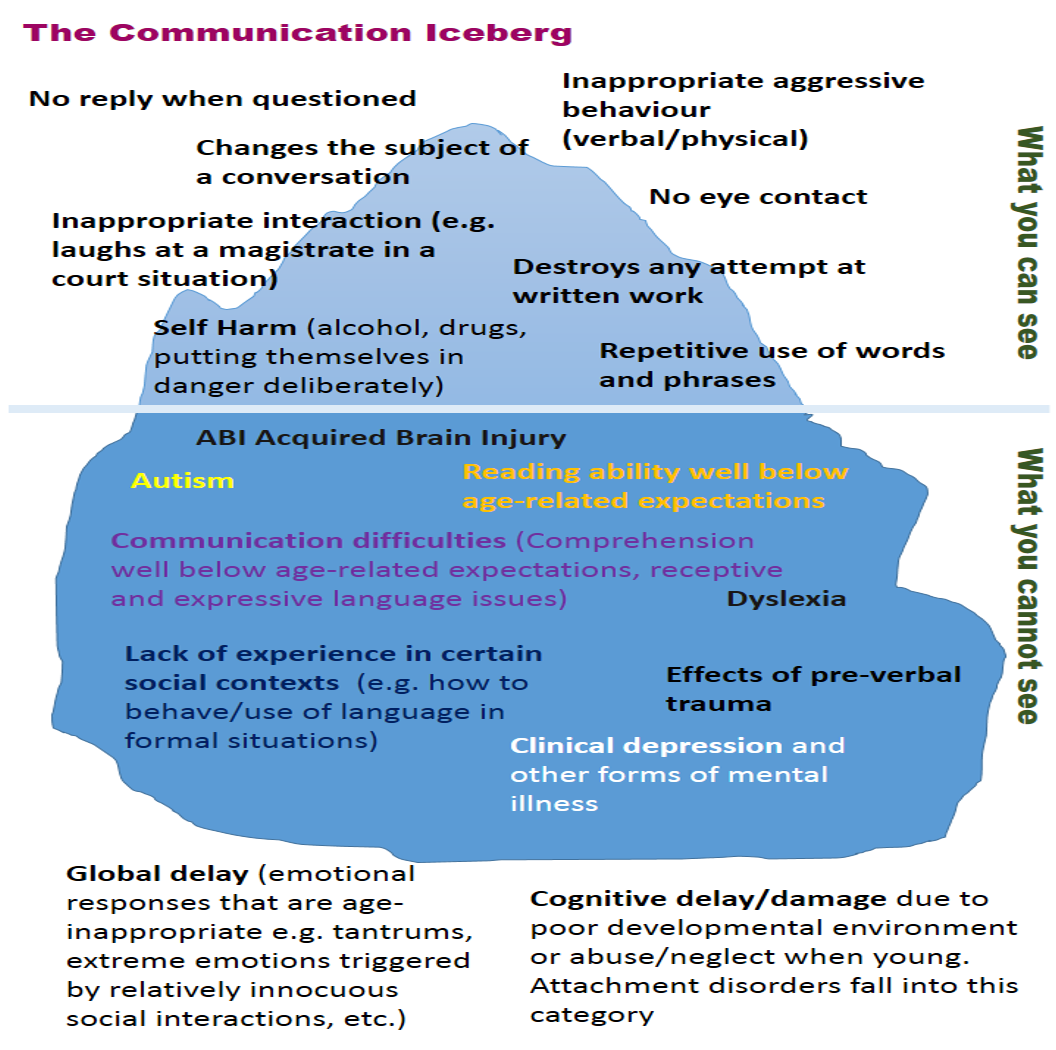 The Communication Iceberg
No reply when questioned
Inappropriate aggressive
behaviour
(verbal/physical)
Changes the subject of
a conversation
No eye contact
Inappropriate interaction (e.g.
laughs at a magistrate in a
court situation)
Destroys any attempt at
written work
Self Harm (alcohol, drugs,
putting themselves in
danger deliberately)
Repetitive use of words
and phrases
What you can see
ABI Acquired Brain Injury
Autism
Reading ability well below
age-related expectations
Communication difficulties (Comprehension
well below age-related expectations, receptive
and expressive language issues)
Dyslexia
Lack of experience in certain
social contexts (e.g. how to
behave/use of language in
formal situations)
Effects of pre-verbal
trauma
Clinical depression and
other forms of mental
illness
What you cannot see
Global delay (emotional
responses that are age-
inappropriate e.g. tantrums,
extreme emotions triggered
by relatively innocuous
social interactions, etc.)
Cognitive delay/damage due to
poor developmental environment
or abuse/neglect when young.
Attachment disorders fall into this
category